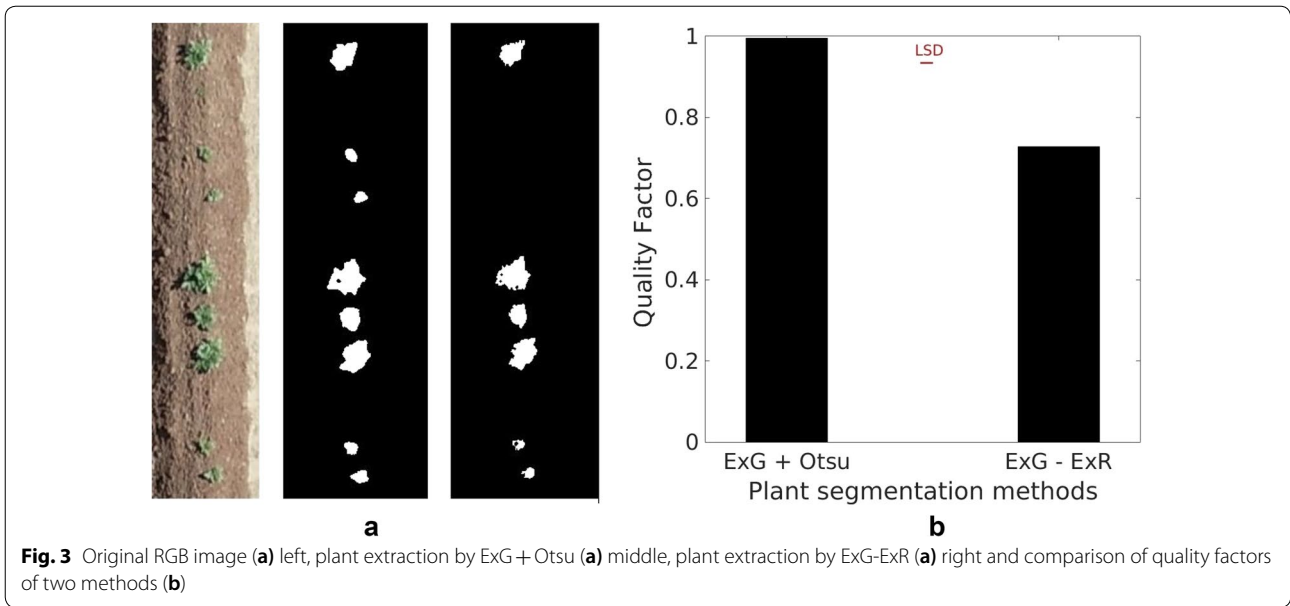 1
0.8
0.6
0.4
0.2
0
Quality Factor
LSD
ExG + Otsu
ExG - ExR
Plant segmentation methods
a
b
Fig. 3 Original RGB image (a) left, plant extraction by ExG + Otsu (a) middle, plant extraction by ExG-ExR (a) right and comparison of quality factors
of two methods (b)